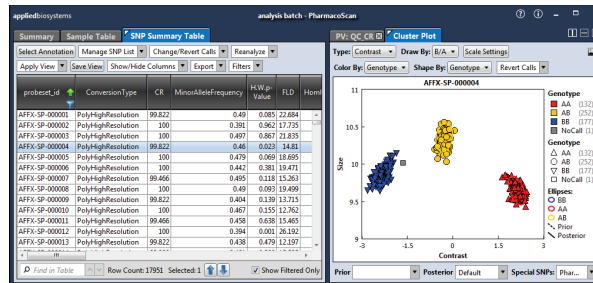 appliedbiosystems
analysis batch - PharmacoScan
Summary Sample Table SNP Summary Table
Select Annotation Manage SNP List Change/Revert Calls Reanalyze
Apply View Save View Show/Hide Columns Export Filters
probeset_id ConversionType CR MinorAlleleFrequency H.W.p-Value FLD
AFFX-SP-000001 PolyHighResolution 99.822 0.49 0.085 22.684
AFFX-SP-000002 PolyHighResolution 100 0.391 0.962 17.735
AFFX-SP-000003 PolyHighResolution 100 0.497 0.867 21.835
AFFX-SP-000004 PolyHighResolution 99.822 0.46 0.023 14.81
AFFX-SP-000005 PolyHighResolution 100 0.479 0.069 18.695
AFFX-SP-000006 PolyHighResolution 100 0.442 0.381 19.471
AFFX-SP-000007 PolyHighResolution 99.466 0.495 0.118 15.263
AFFX-SP-000008 PolyHighResolution 100 0.49 0.093 19.499
AFFX-SP-000009 PolyHighResolution 99.822 0.404 0.139 13.715
AFFX-SP-000010 PolyHighResolution 100 0.467 0.155 12.762
AFFX-SP-000011 PolyHighResolution 99.466 0.458 0.638 15.465
AFFX-SP-000012 PolyHighResolution 100 0.394 0.001 26.192
AFFX-SP-000013 PolyHighResolution 99.822 0.438 0.479 12.197
Find in Table Row Count: 17951 Selected: 1 Show Filtered Only
PV: QC_CR Cluster Plot
Type: Contrast Draw By: B/A Scale Settings
Color By: Genotype Shape By: Genotype Revert Calls
AFFX-SP-000004
11
10.5
10
9.5
9
Size
-3 -1.5 0 1.5 3
Contrast
Genotype
AA (132)
AB (252)
BB (177)
NoCall (1)
Genotype
AA (132)
AB (252)
BB (177)
NoCall (1)
Ellipses:
BB
AA
AB
Prior
Posterior
Prior Posterior Default Special SNPs: Phar...